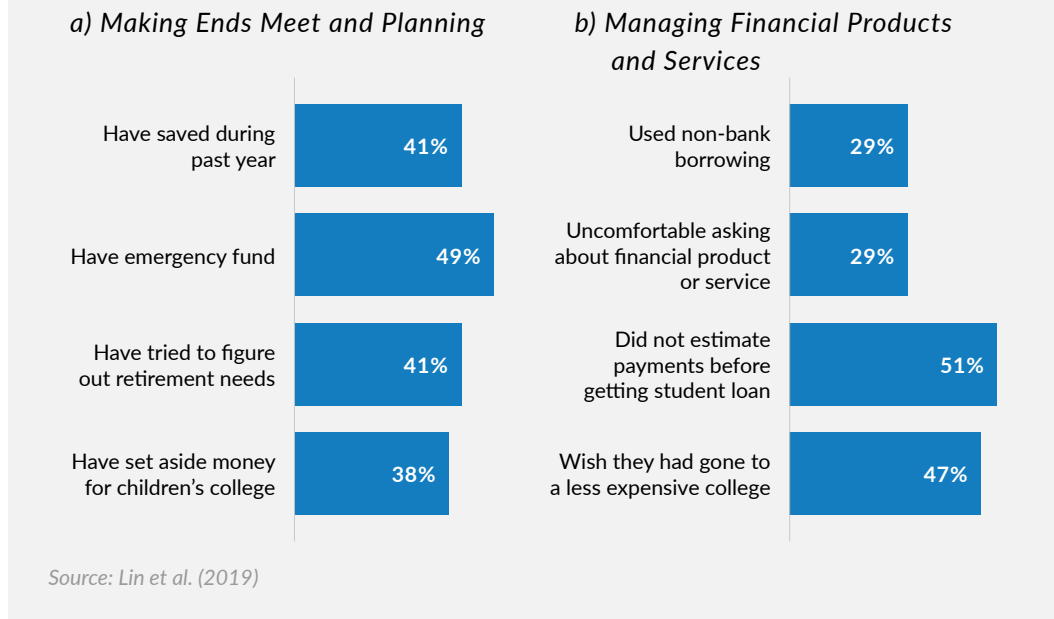 a) Making Ends Meet and Planning
Have saved during
past year
41%
Have emergency fund
49%
Have tried to figure
out retirement needs
41%
Have set aside money
for children’s college
38%
b) Managing Financial Products
and Services
Used non-bank
borrowing
29%
Uncomfortable asking
about financial product
or service
29%
Did not estimate
payments before
getting student loan
51%
Wish they had gone to
a less expensive college
47%
Source: Lin et al. (2019)